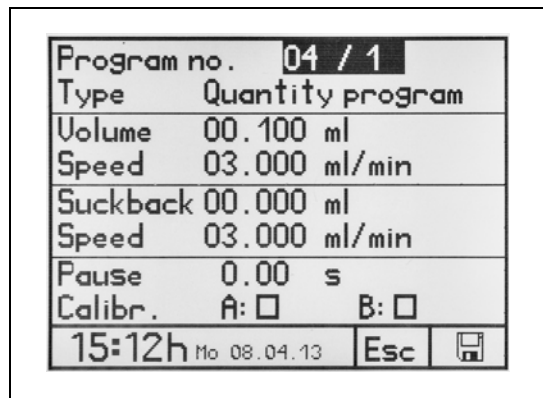 Program no. 04 / 1
Type Quantity program
Volume 00.100 ml
Speed 03.000 ml/min
Suckback 00.000 ml
Speed 03.000 ml/min
Pause 0.00 s
Calibr. A: B:
15:12h Mo 08.04.13 Esc